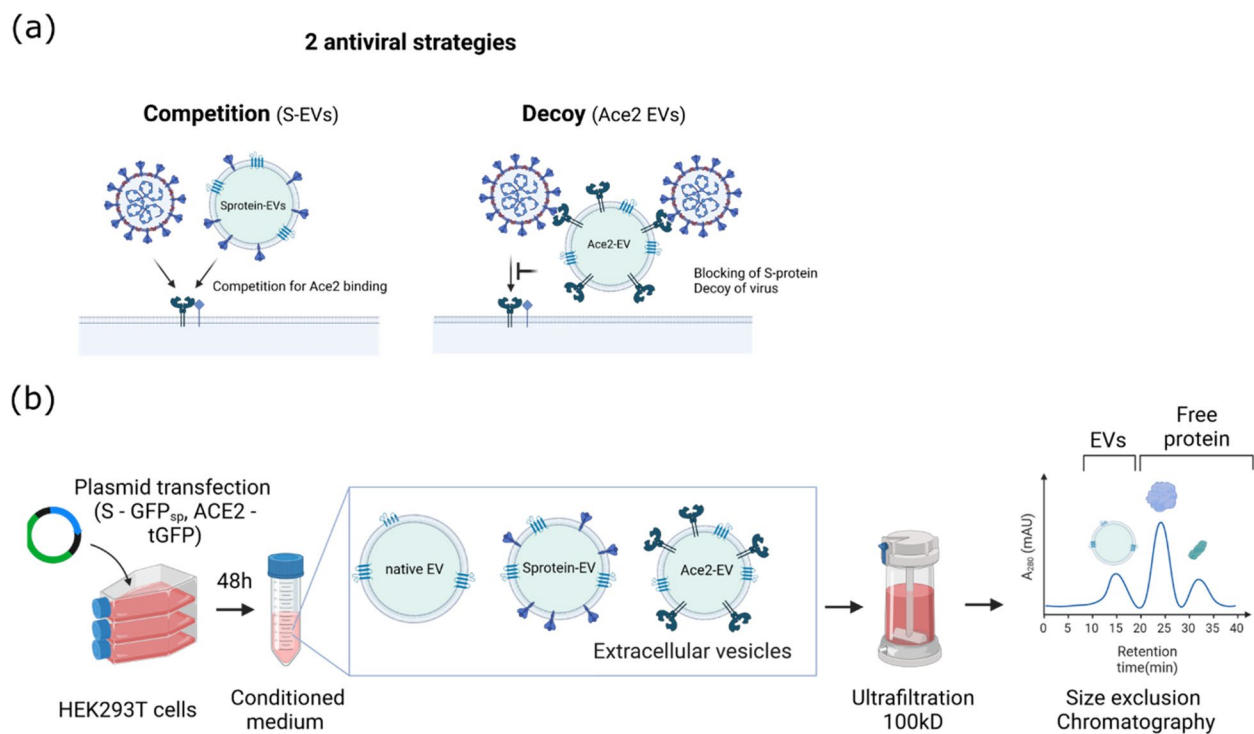 (a)
2 antiviral strategies
Competition (S-EVs)
Decoy (Ace2 EVs)
Sprotein-EVs
Ace2-EV
Competition for Ace2 binding
Blocking of S-protein
Decoy of virus
(b)
Plasmid transfection
(S - GFPsp, ACE2 -
tGFP)
48h
HEK293T cells
Conditioned
medium
native EV
Sprotein-EV
Ace2-EV
Extracellular vesicles
Ultrafiltration
100kD
EVs
Free
protein
A280 (mAU)
0 5 10 15 20 25 30 35 40
Retention
time(min)
Size exclusion
Chromatography